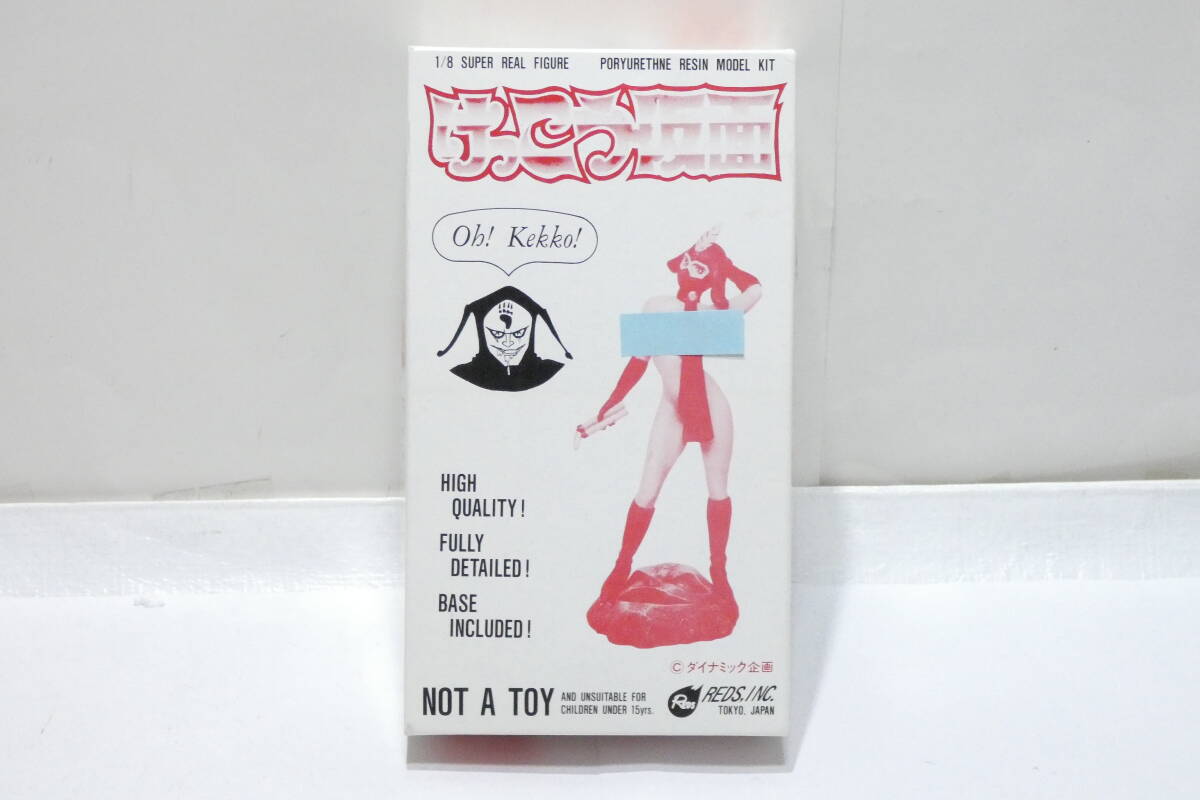 1/8 SUPER REAL FIGURE PORYURETHNE RESIN MODEL KIT
けっこう仮面
Oh! Kekko!
HIGH
QUALITY!
FULLY
DETAILED!
BASE
INCLUDED!
© ダイナミック企画
NOT A TOY
AND UNSUITABLE FOR
CHILDREN UNDER 15yrs.
REDS
REDS, INC.
TOKYO, JAPAN